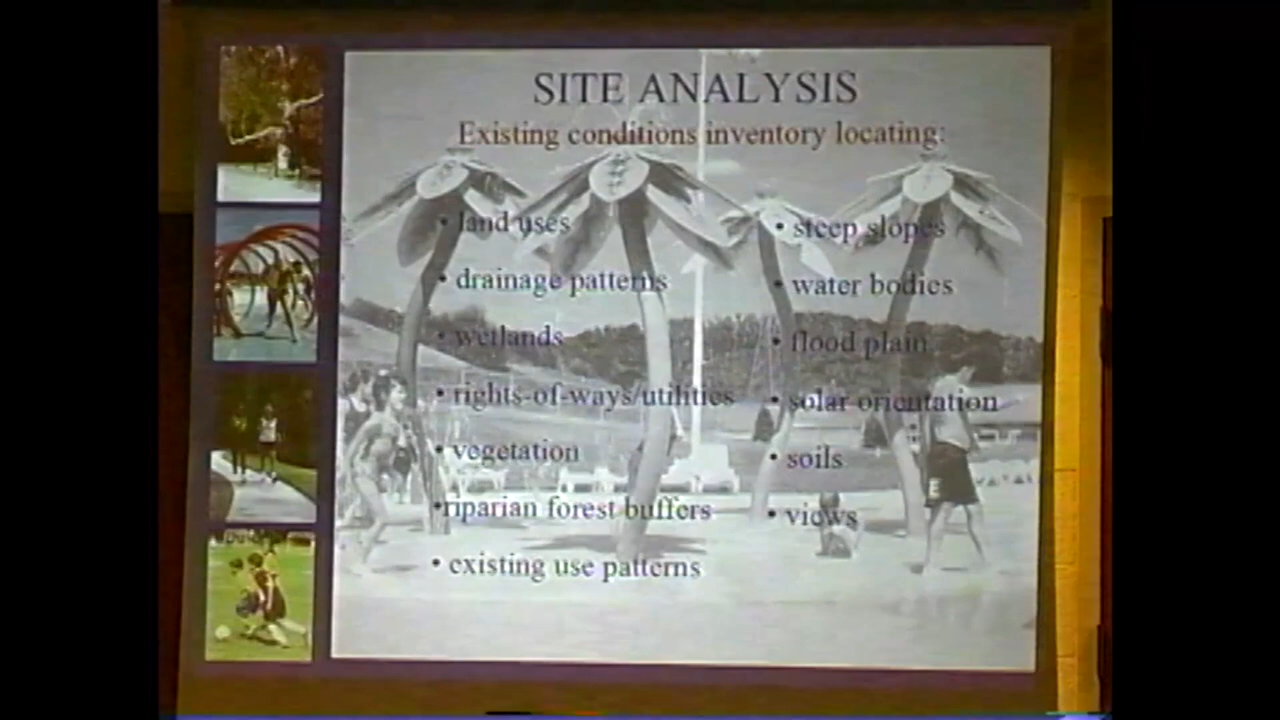 SITE ANALYSIS
Existing conditions inventory locating:
• land uses
• drainage patterns
• wetlands
• rights-of-ways/utilities
• vegetation
•riparian forest buffers
• existing use patterns
• steep slopes
• water bodies
• flood plain
• solar orientation
• soils
• views